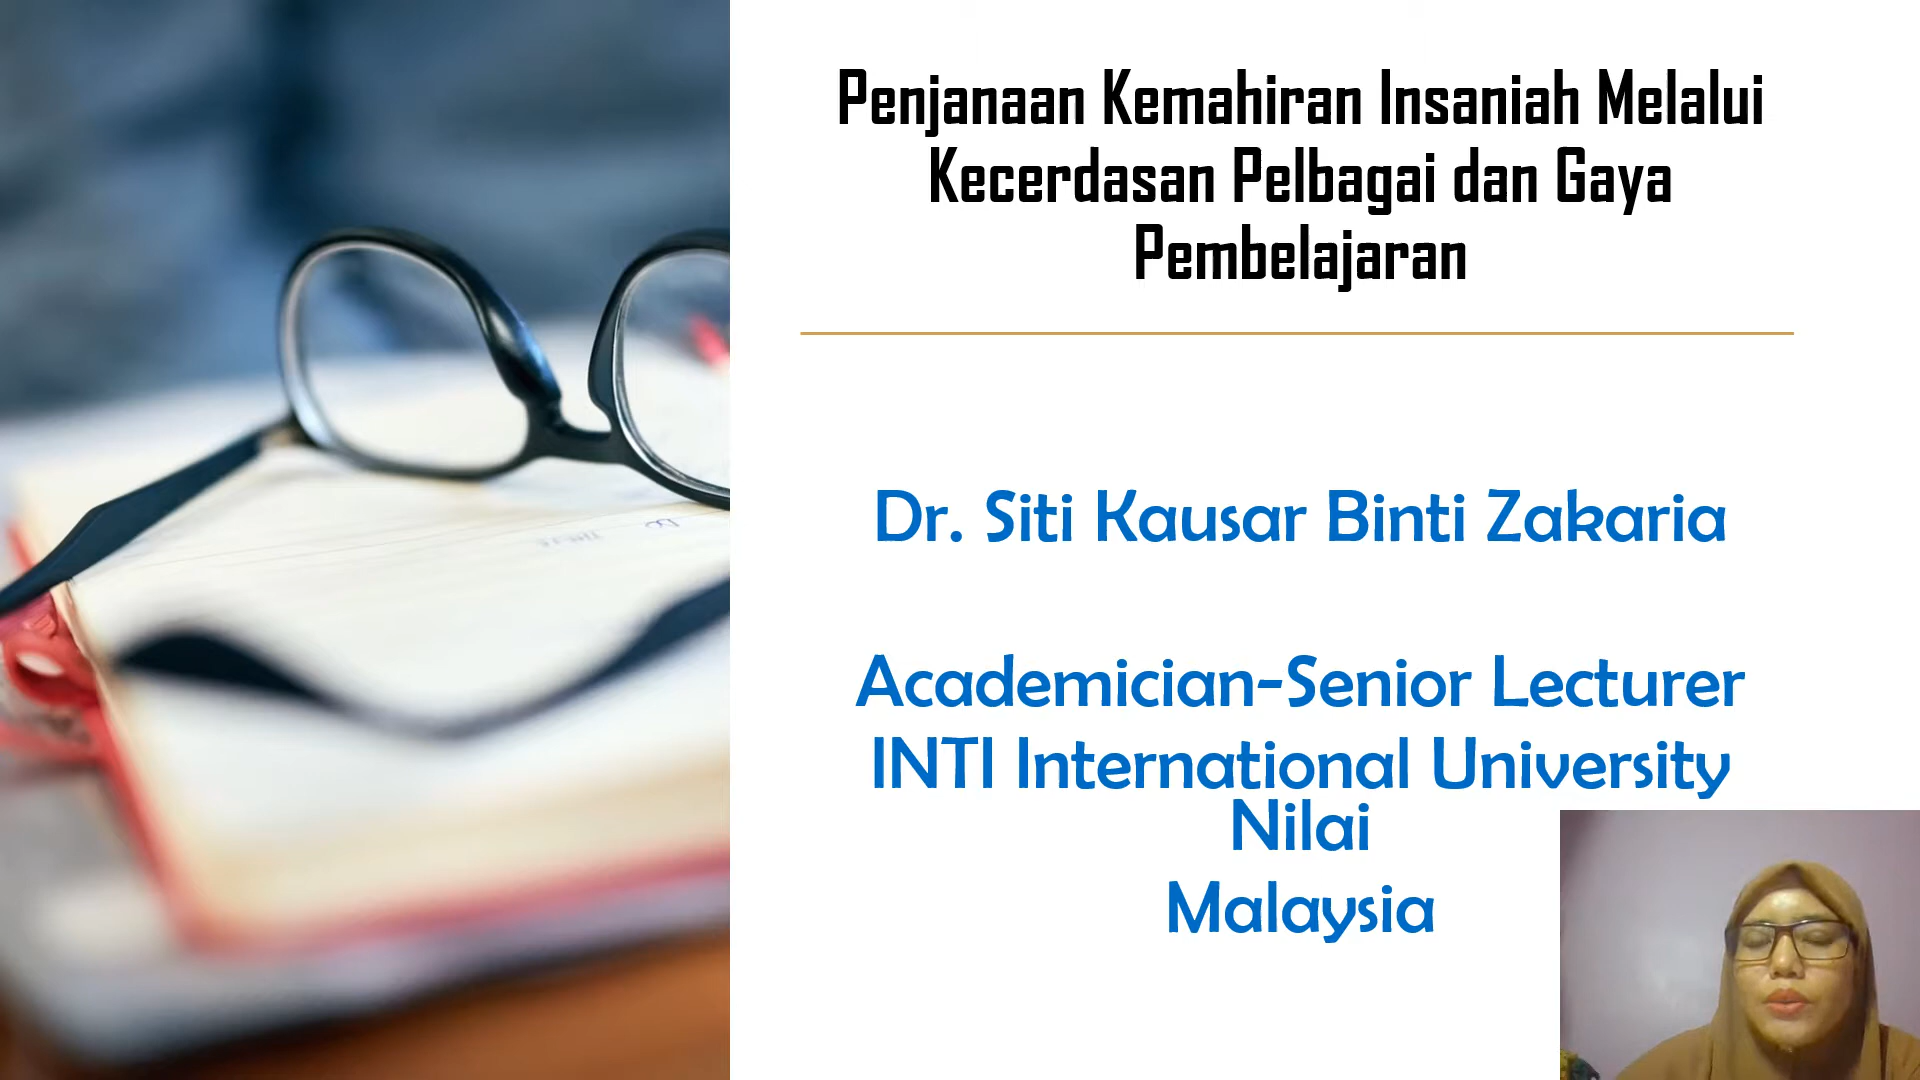 Penjanaan Kemahiran Insaniah Melalui
Kecerdasan Pelbagai dan Gaya
Pembelajaran
Dr. Siti Kausar Binti Zakaria
Academician-Senior Lecturer
INTI International University
Nilai
Malaysia